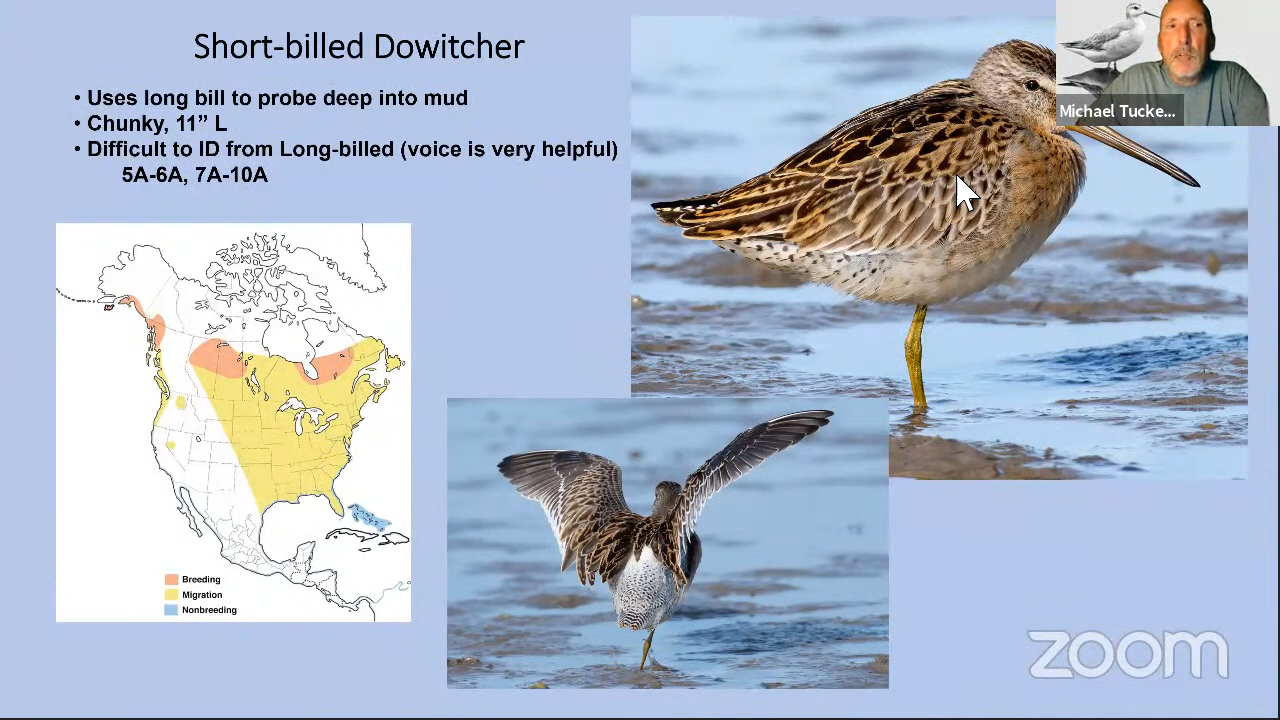 Short-billed Dowitcher
• Uses long bill to probe deep into mud
• Chunky, 11” L
• Difficult to ID from Long-billed (voice is very helpful)
5A-6A, 7A-10A
Michael Tucke...
Breeding
Migration
Nonbreeding
zoom